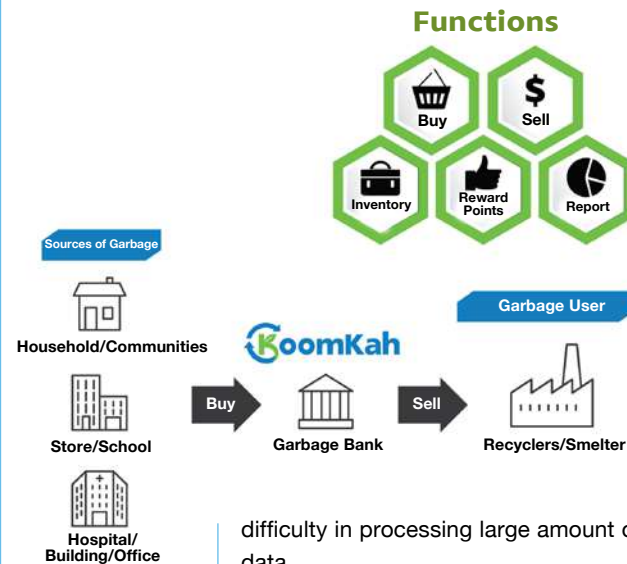 Functions
Buy
Sell
Inventory
Reward
Points
Report
Sources of Garbage
Household/Communities
Store/School
Hospital/
Building/Office
KoomKah
Buy
Garbage Bank
Sell
Garbage User
Recyclers/Smelter
difficulty in processing large amount
data